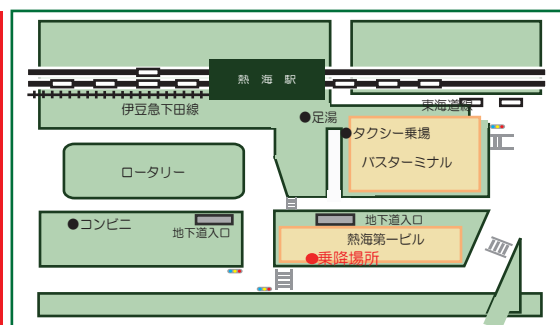 熱海駅
伊豆急下田線
東海道線
●足湯
●タクシー乗場
バスターミナル
ロータリー
●コンビニ
地下道入口
地下道入口
熱海第一ビル
●乗降場所